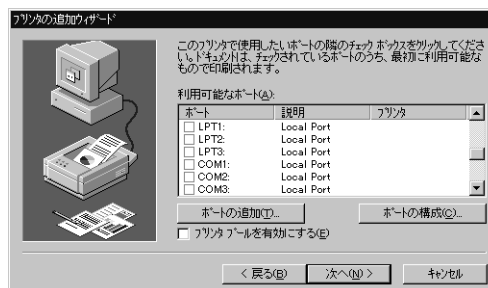 プリンタの追加ウィザード
このプリンタで使用したいポートの隣のチェック ボックスをクリックしてくださ
い。ドキュメントは、チェックされているポートのうち、最初に利用可能な
もので印刷されます。
利用可能なポート(A):
ポート 説明 プリンタ
LPT1: Local Port
LPT2: Local Port
LPT3: Local Port
COM1: Local Port
COM2: Local Port
COM3: Local Port
ポートの追加(T)... ポートの構成(C)...
プリンタ プールを有効にする(E)
< 戻る(B) 次へ(N) > キャンセル